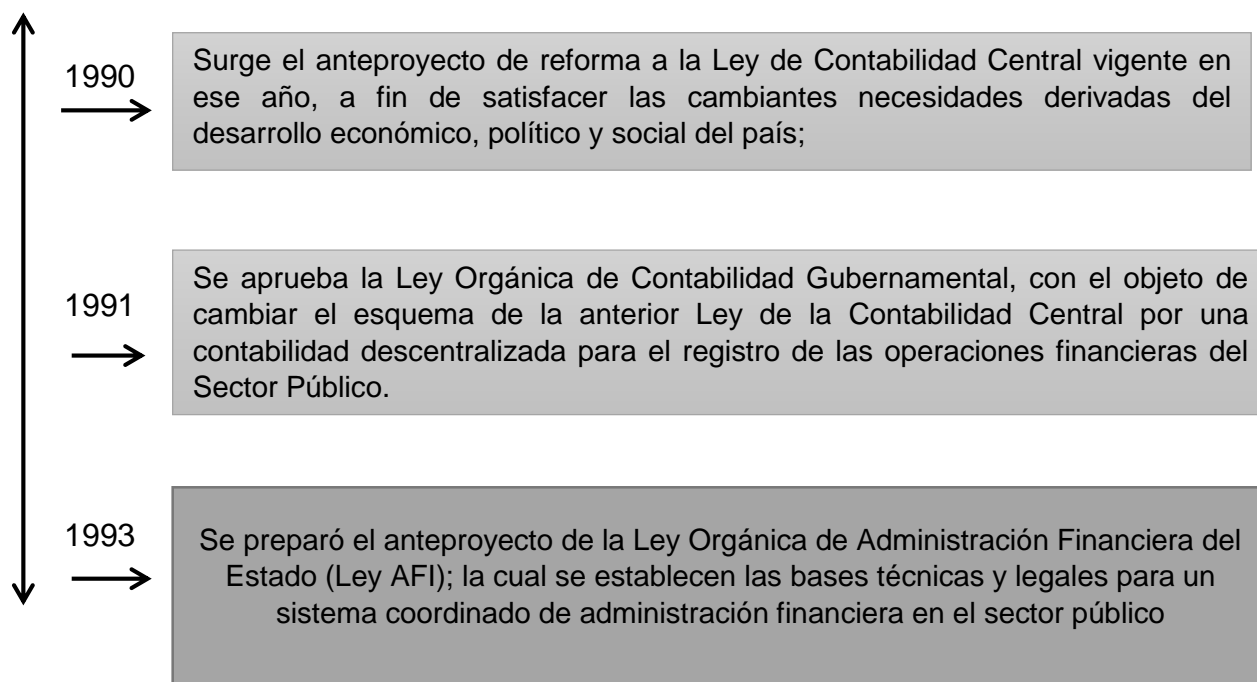 1990
Surge el anteproyecto de reforma a la Ley de Contabilidad Central vigente en
ese año, a fin de satisfacer las cambiantes necesidades derivadas del
desarrollo económico, político y social del país;
1991
Se aprueba la Ley Orgánica de Contabilidad Gubernamental, con el objeto de
cambiar el esquema de la anterior Ley de la Contabilidad Central por una
contabilidad descentralizada para el registro de las operaciones financieras del
Sector Público.
1993
Se preparó el anteproyecto de la Ley Orgánica de Administración Financiera del
Estado (Ley AFI); la cual se establecen las bases técnicas y legales para un
sistema coordinado de administración financiera en el sector público